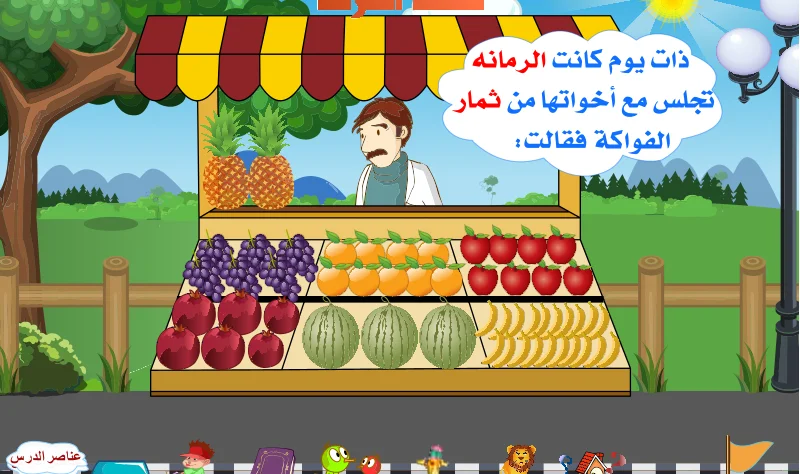 ذات يوم كانت الرمانه
تجلس مع أخواتها من ثمار
الفواكة فقالت:
عناصر الدرس